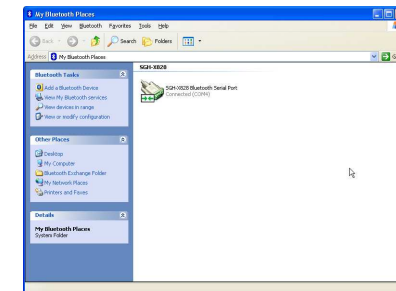 My Bluetooth Places
File Edit View Bluetooth Favorites Tools Help
Back Search Folders
Address My Bluetooth Places
Bluetooth Tasks
Add a Bluetooth Device
View My Bluetooth services
View devices in range
View or modify configuration
Other Places
Desktop
My Computer
Bluetooth Exchange Folder
My Network Places
Printers and Faxes
Details
My Bluetooth Places
System Folder
SGH-X820
SGH-X820 Bluetooth Serial Port
Connected (COM4)